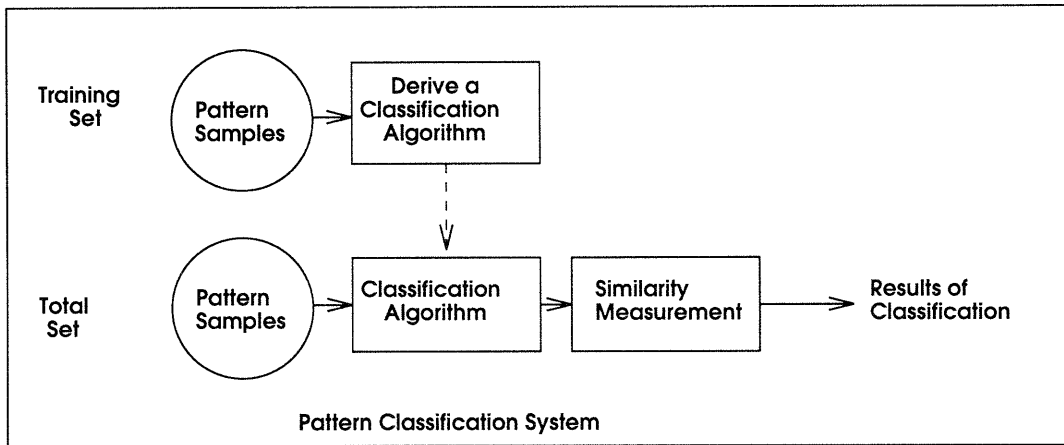 Training
Set
Pattern
Samples
Derive a
Classification
Algorithm
Total
Set
Pattern
Samples
Classification
Algorithm
Similarity
Measurement
Results of
Classification
Pattern Classification System